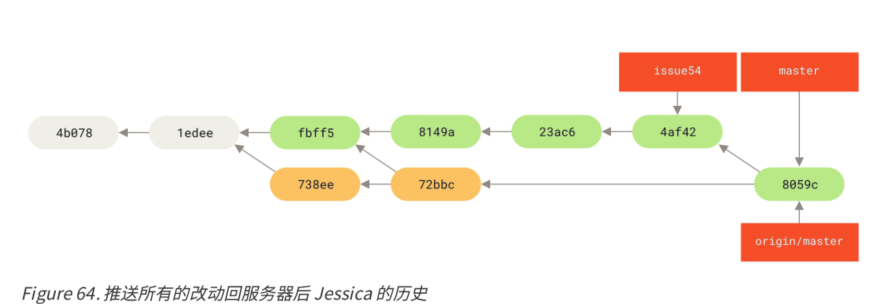 issue54 master
4b078 1edee fbff5 8149a 23ac6 4af42
738ee 72bbc 8059c
origin/master
Figure 64. 推送所有的改动回服务器后 Jessica 的历史